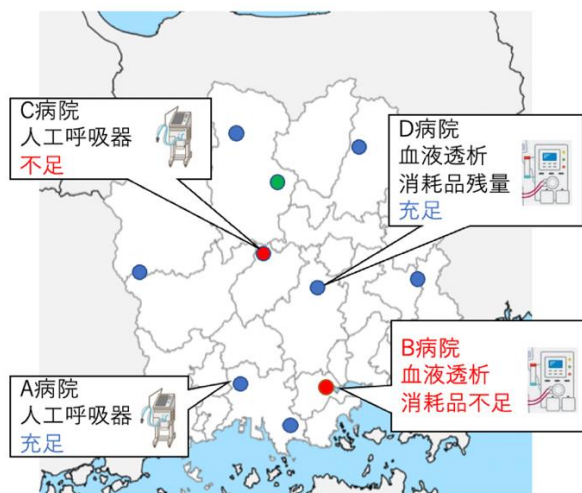 C病院
人工呼吸器
不足
D病院
血液透析
消耗品残量
充足
A病院
人工呼吸器
充足
B病院
血液透析
消耗品不足